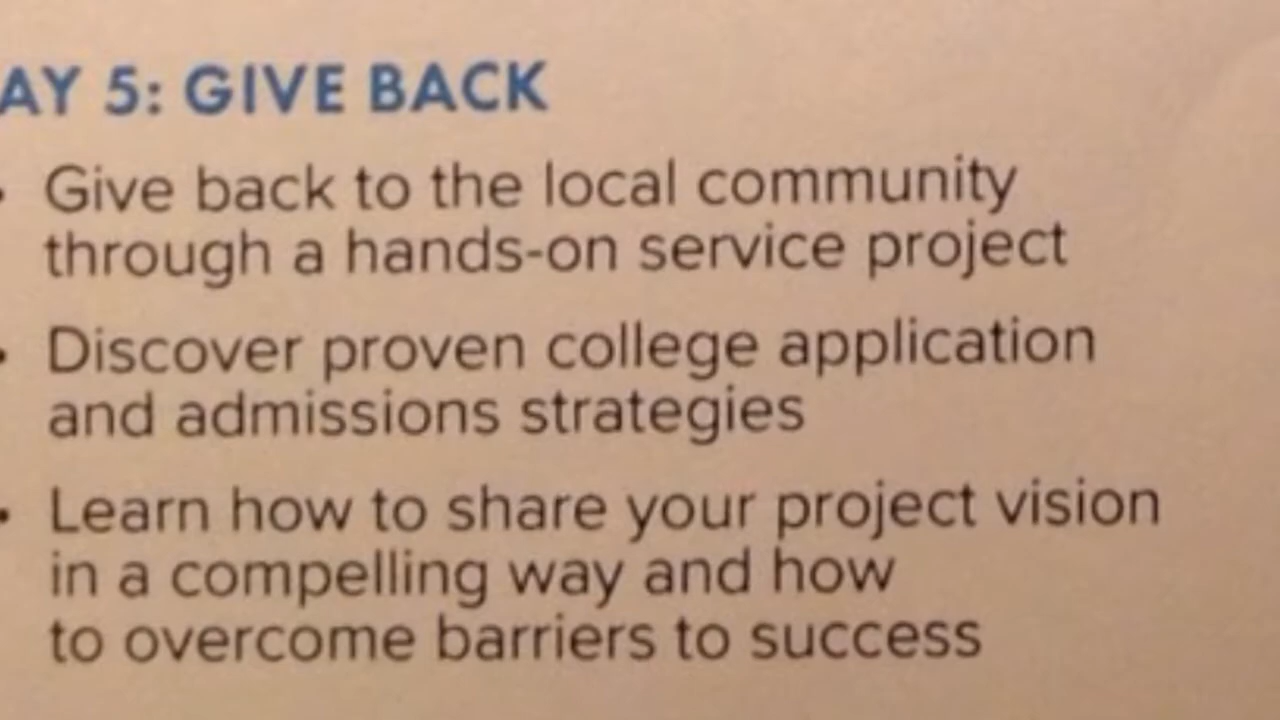 AY 5: GIVE BACK
• Give back to the local community
through a hands-on service project
• Discover proven college application
and admissions strategies
• Learn how to share your project vision
in a compelling way and how
to overcome barriers to success